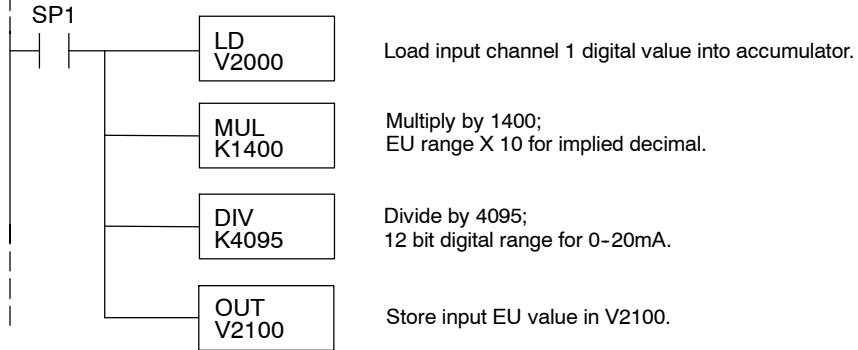 SP1
LD
V2000
Load input channel 1 digital value into accumulator.
MUL
K1400
Multiply by 1400;
EU range X 10 for implied decimal.
DIV
K4095
Divide by 4095;
12 bit digital range for 0-20mA.
OUT
V2100
Store input EU value in V2100.